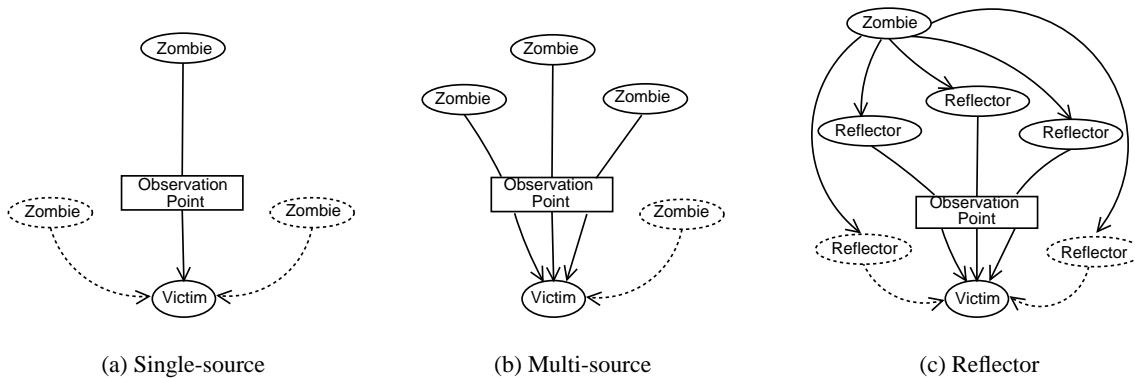 Zombie
Observation
Point
Zombie
Zombie
Victim
(a) Single-source
Zombie
Zombie
Zombie
Observation
Point
Zombie
Victim
(b) Multi-source
Zombie
Reflector
Reflector
Reflector
Observation
Point
Reflector
Reflector
Victim
(c) Reflector